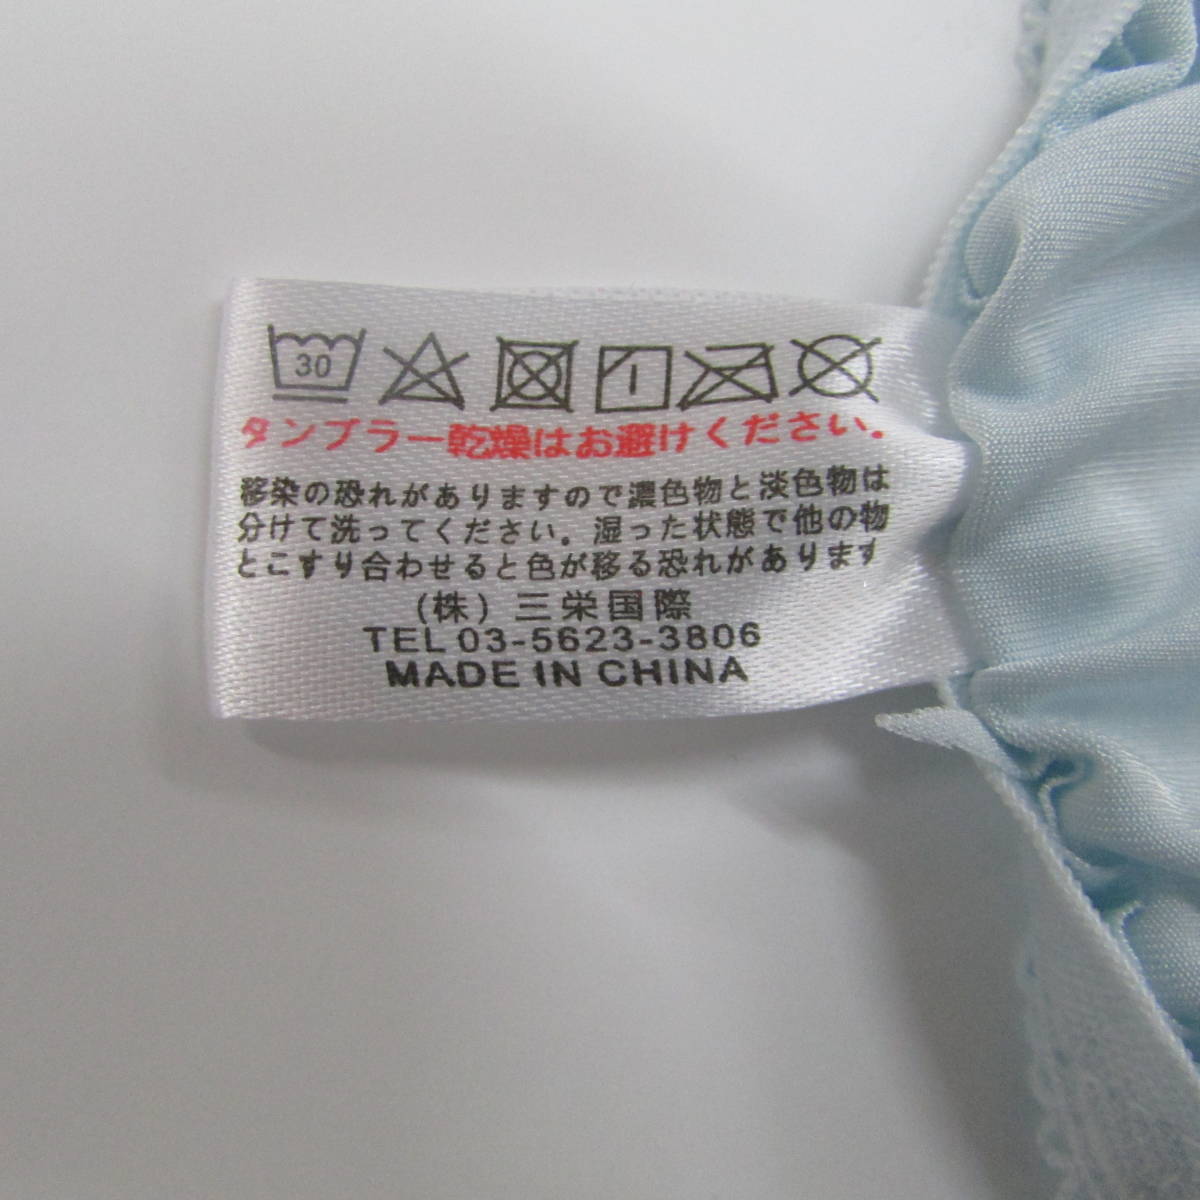 30
タンブラー乾燥はお避けください。
移染の恐れがありますので濃色物と淡色物は
分けて洗ってください。湿った状態で他の物
とこすり合わせると色が移る恐れがあります
(株)三栄国際
TEL 03-5623-3806
MADE IN CHINA